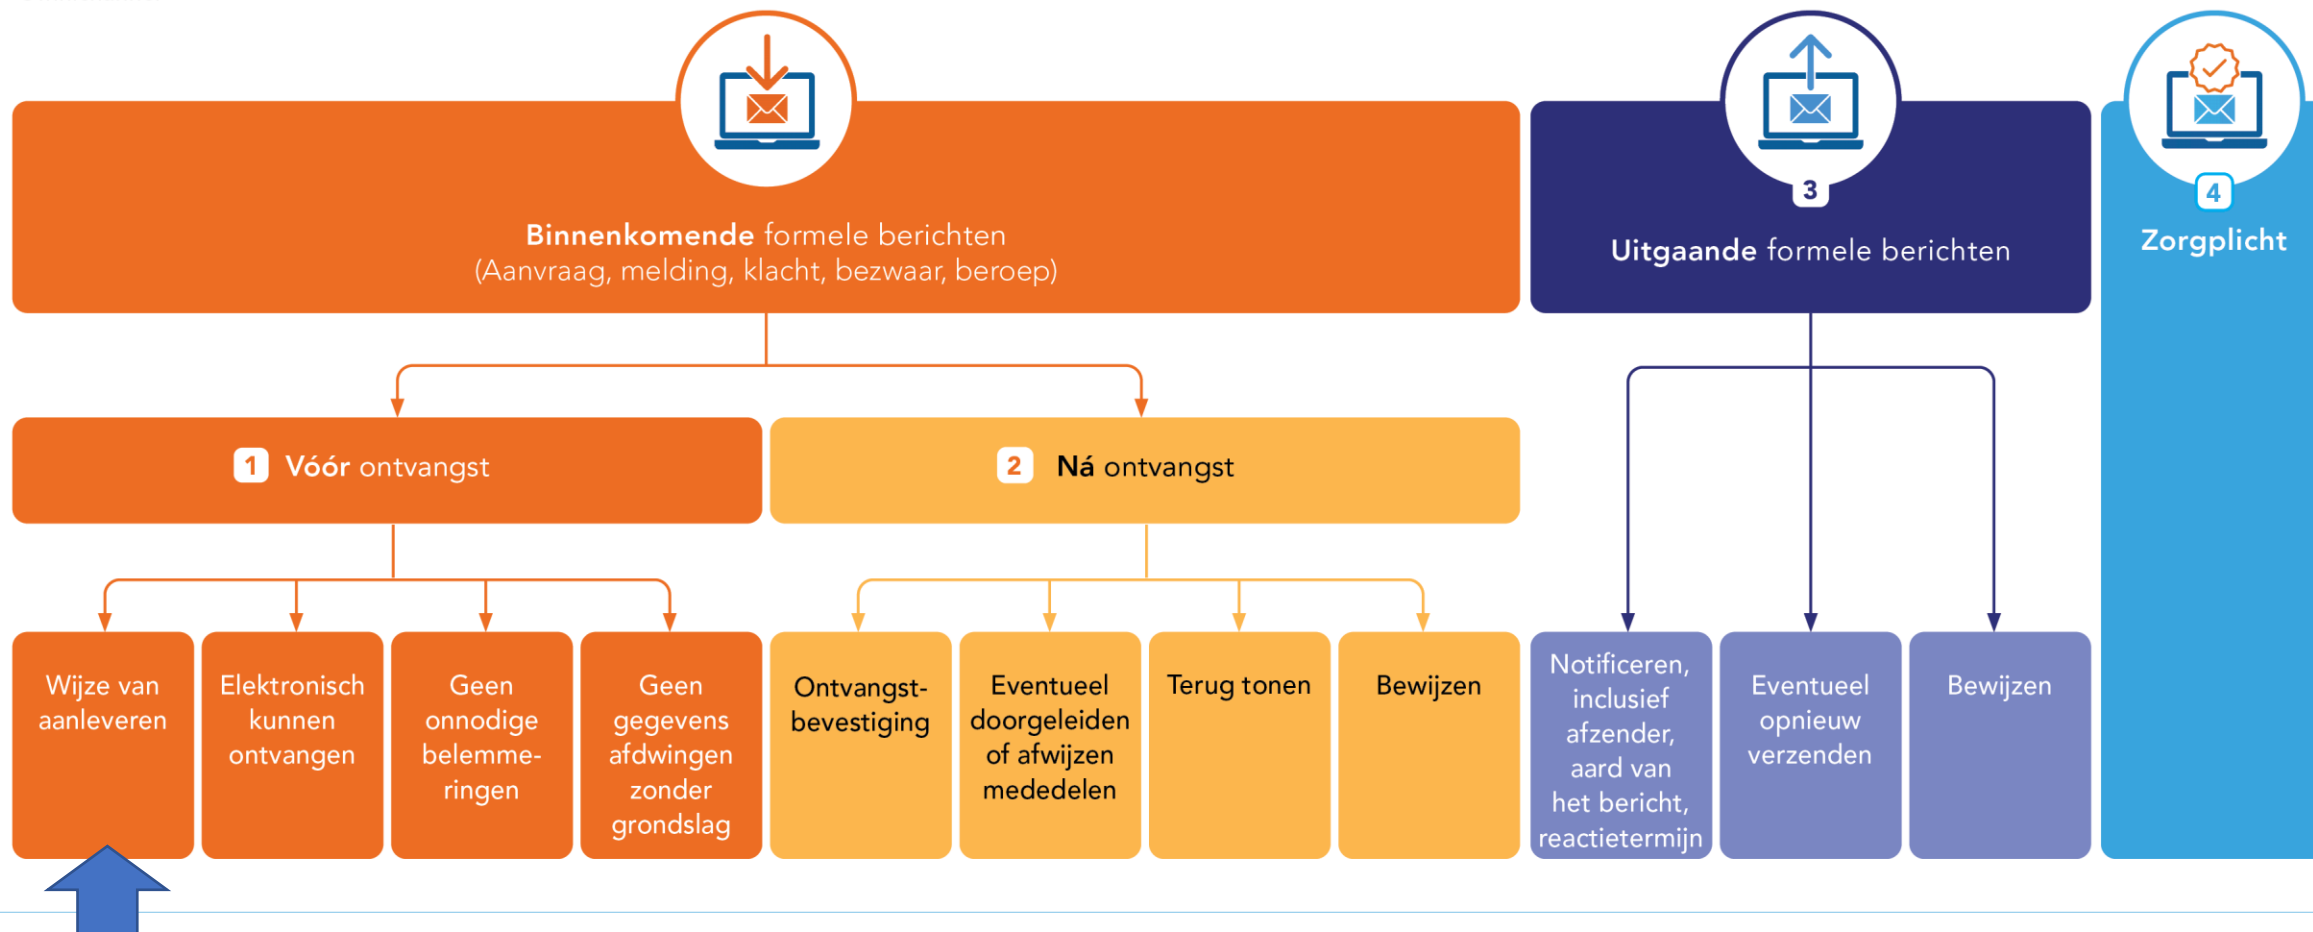 Binnenkomende formele berichten
(Aanvraag, melding, klacht, bezwaar, beroep)
3
Uitgaande formele berichten
4
Zorgplicht
1 Vóór ontvangst
2 Ná ontvangst
Wijze van
aanleveren
Elektronisch
kunnen
ontvangen
Geen
onnodige
belemme-
ringen
Geen
gegevens
afdwingen
zonder
grondslag
Ontvangst-
bevestiging
Eventueel
doorgeleiden
of afwijzen
mededelen
Terug tonen
Bewijzen
Notificeren,
inclusief
afzender,
aard van
het bericht,
reactietermijn
Eventueel
opnieuw
verzenden
Bewijzen